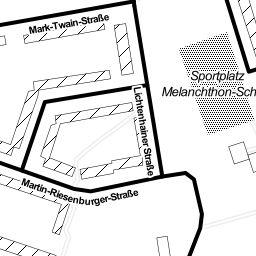 Mark-Twain-Straße
Sportplatz
Melanchthon-Sch
Lichtenhainer Straße
Martin-Riesenburger-Straße